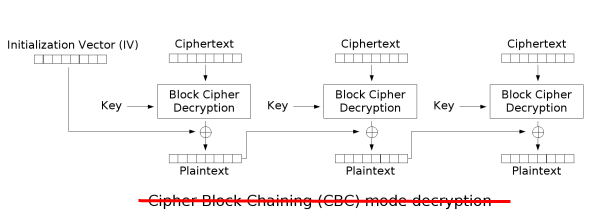 Initialization Vector (IV)
Ciphertext
Ciphertext
Ciphertext
Key
Block Cipher
Decryption
Key
Block Cipher
Decryption
Key
Block Cipher
Decryption
Plaintext
Plaintext
Plaintext
Cipher Block Chaining (CBC) mode decryption